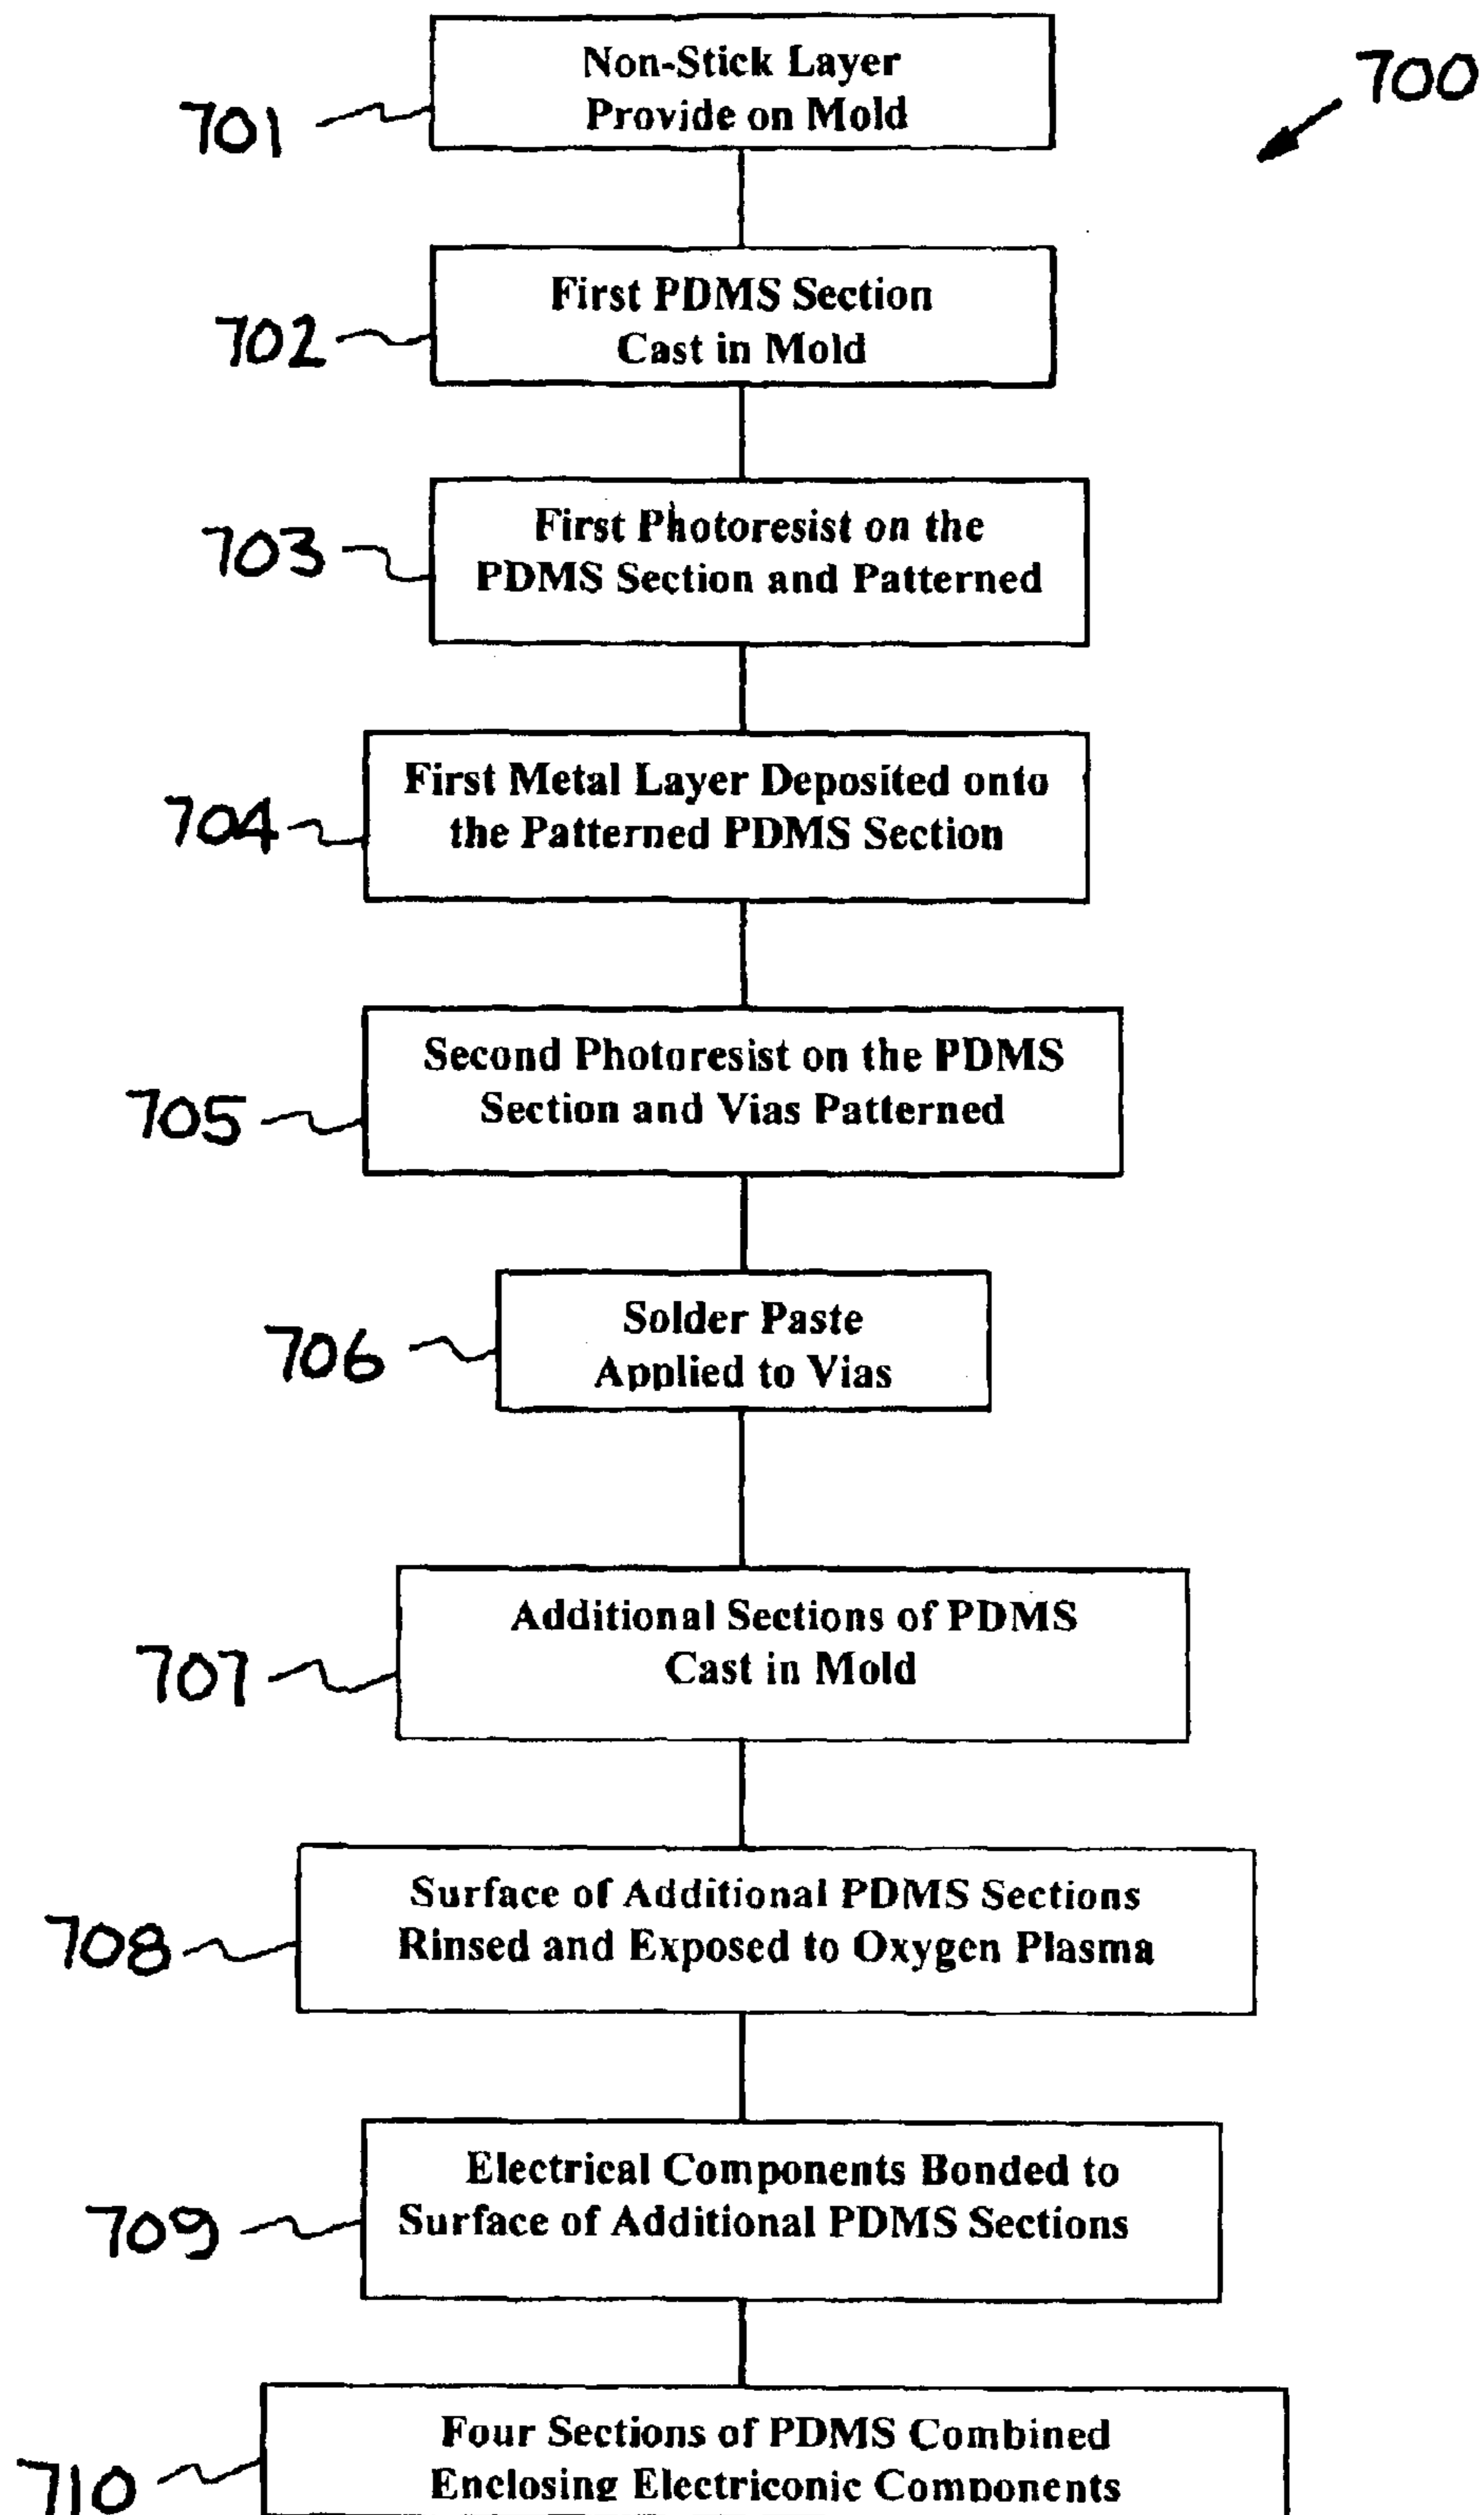 700
701
Non-Stick Layer
Provide on Mold
702
First PDMS Section
Cast in Mold
703
First Photoresist on the
PDMS Section and Patterned
704
First Metal Layer Deposited onto
the Patterned PDMS Section
705
Second Photoresist on the PDMS
Section and Vias Patterned
706
Solder Paste
Applied to Vias
707
Additional Sections of PDMS
Cast in Mold
708
Surface of Additional PDMS Sections
Rinsed and Exposed to Oxygen Plasma
709
Electrical Components Bonded to
Surface of Additional PDMS Sections
710
Four Sections of PDMS Combined
Enclosing Electriconic Components